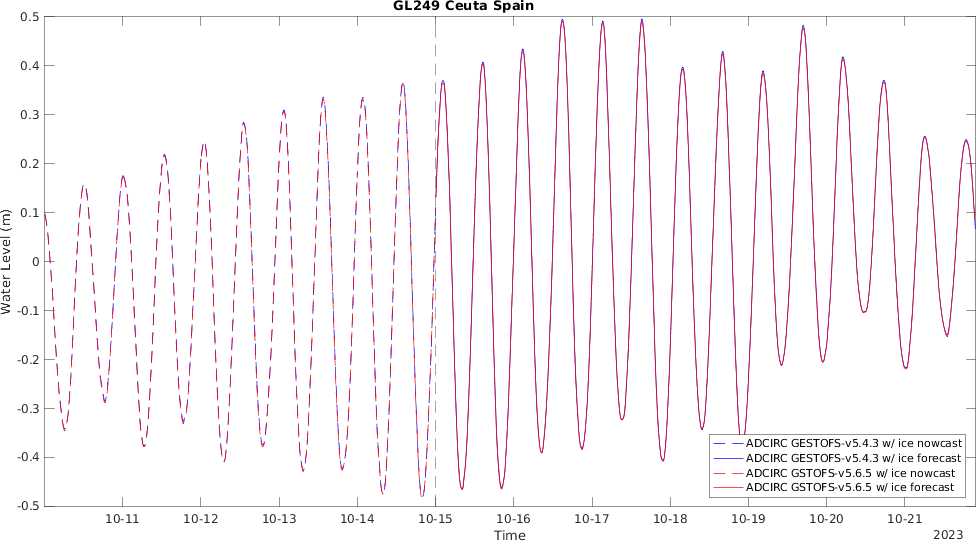 GL249 Ceuta Spain
0.5
0.4
0.3
0.2
0.1
0
-0.1
-0.2
-0.3
-0.4
-0.5
Water Level (m)
ADCIRC GESTOFS-v5.4.3 w/ ice nowcast
ADCIRC GESTOFS-v5.4.3 w/ ice forecast
ADCIRC GSTOFS-v5.6.5 w/ ice nowcast
ADCIRC GSTOFS-v5.6.5 w/ ice forecast
10-11 10-12 10-13 10-14 10-15 10-16 10-17 10-18 10-19 10-20 10-21
Time
2023